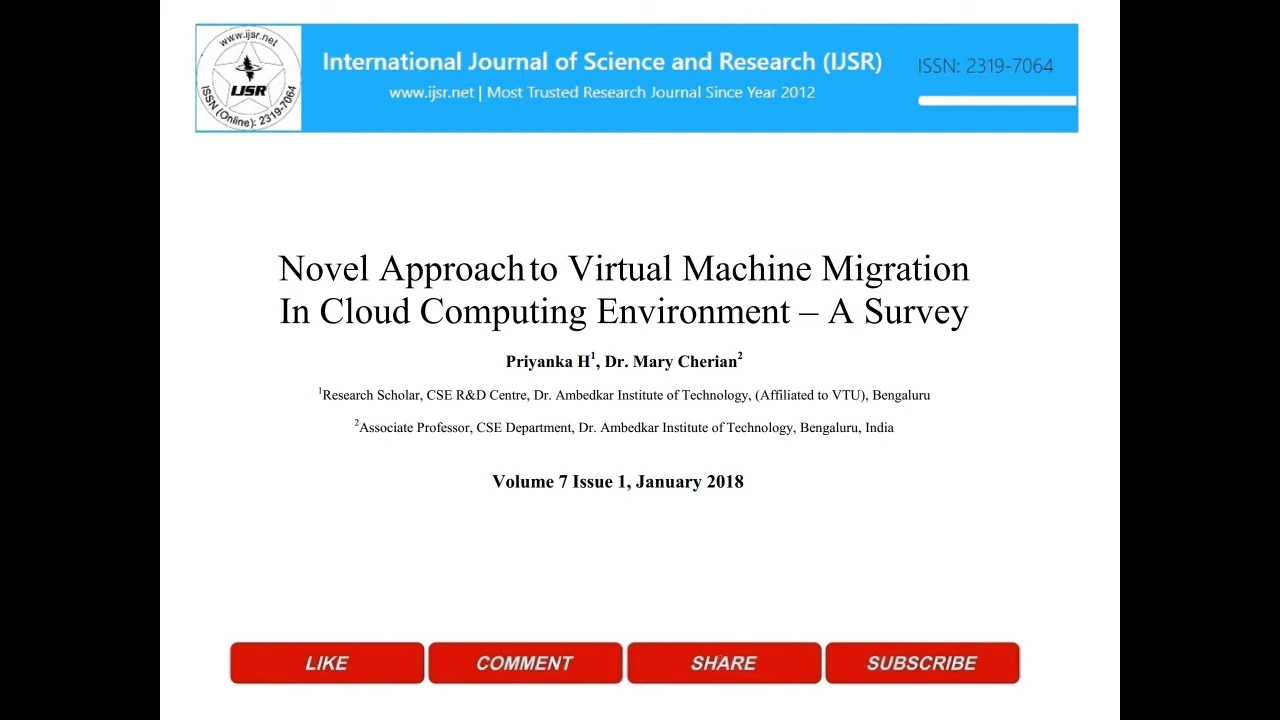 www.ijsr.net
IJSR
ISSN (Online): 2319-7064
International Journal of Science and Research (IJSR)
www.ijsr.net | Most Trusted Research Journal Since Year 2012
ISSN: 2319-7064
Novel Approach to Virtual Machine Migration
In Cloud Computing Environment – A Survey
Priyanka H1, Dr. Mary Cherian2
1Research Scholar, CSE R&D Centre, Dr. Ambedkar Institute of Technology, (Affiliated to VTU), Bengaluru
2Associate Professor, CSE Department, Dr. Ambedkar Institute of Technology, Bengaluru, India
Volume 7 Issue 1, January 2018
LIKE
COMMENT
SHARE
SUBSCRIBE